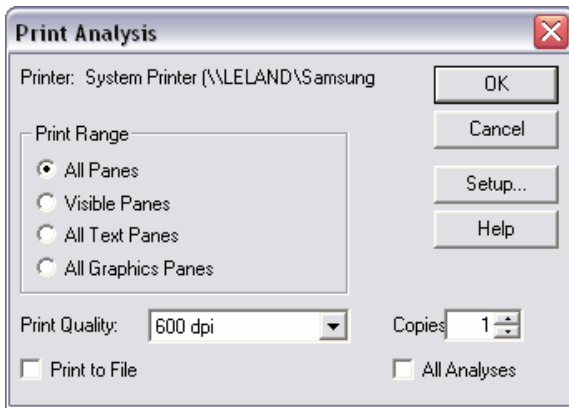 Print Analysis
Printer: System Printer (\\LELAND\Samsung
OK
Cancel
Setup...
Help
Print Range
All Panes
Visible Panes
All Text Panes
All Graphics Panes
Print Quality: 600 dpi
Copies 1
Print to File
All Analyses